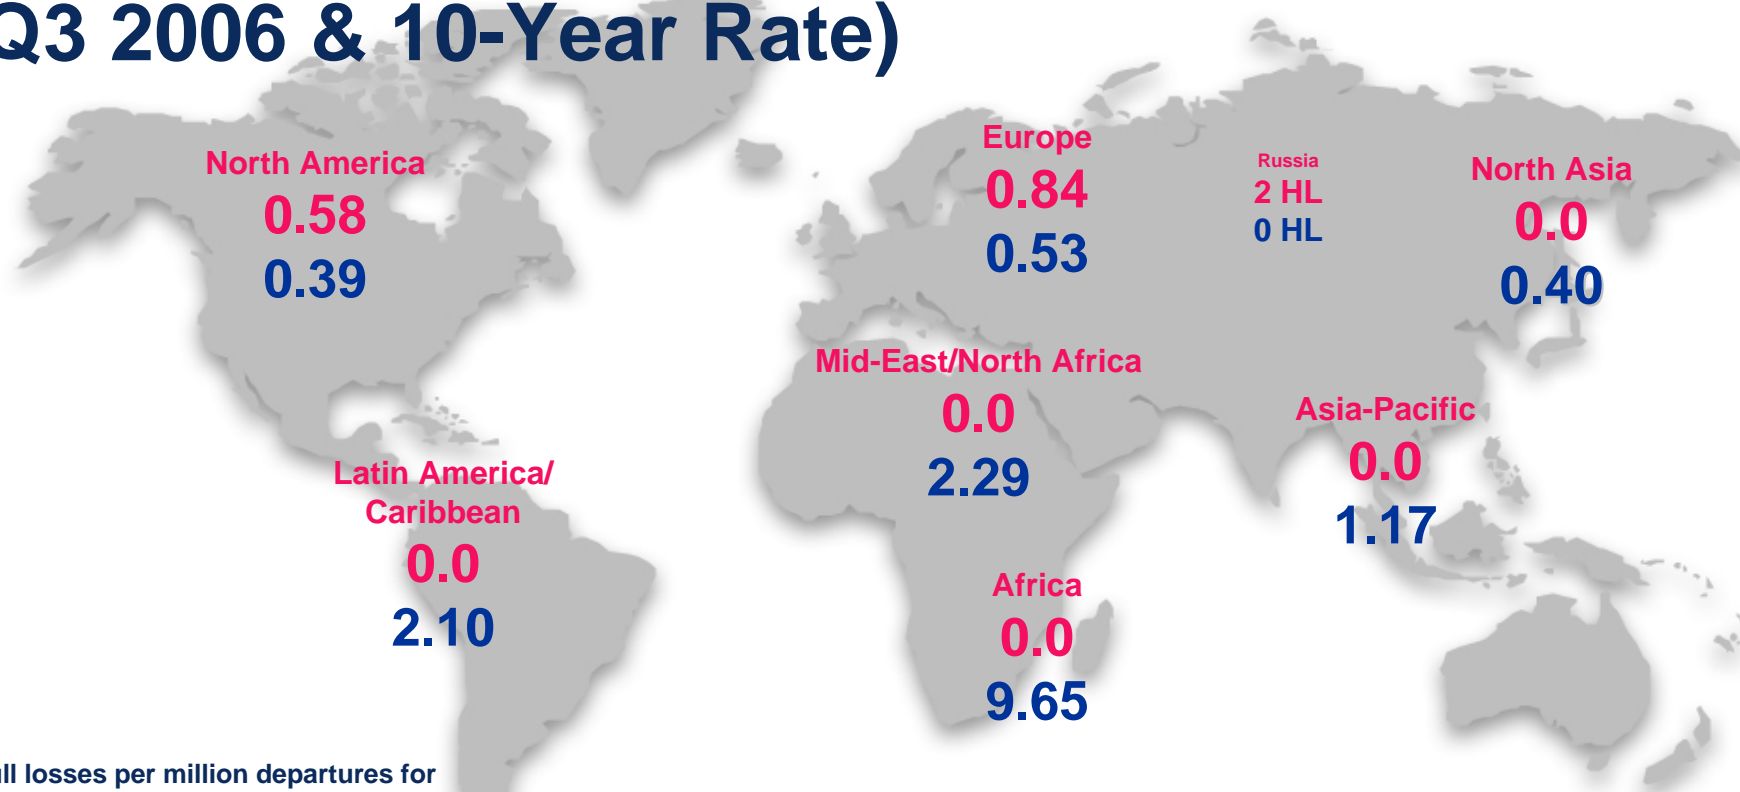 Q3 2006 & 10-Year Rate)
North America
0.58
0.39
Europe
0.84
0.53
Russia
2 HL
0 HL
North Asia
0.0
0.40
Mid-East/North Africa
0.0
2.29
Asia-Pacific
0.0
1.17
Latin America/
Caribbean
0.0
2.10
Africa
0.0
9.65
losses per million departures for